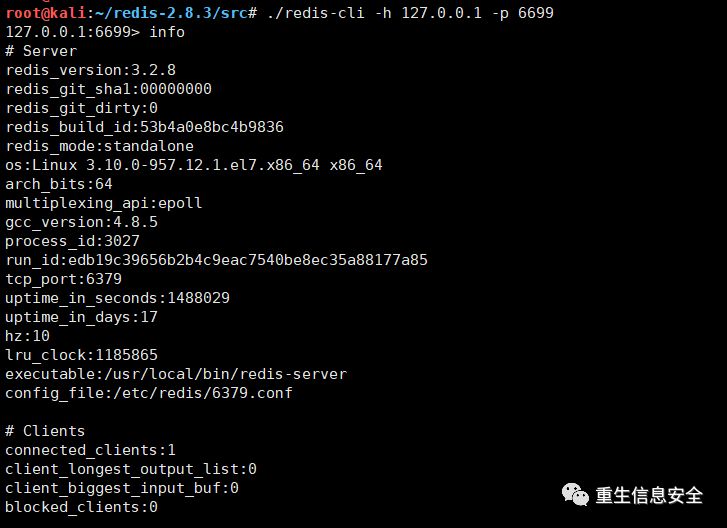 root@kali:~/redis-2.8.3/src# ./redis-cli -h 127.0.0.1 -p 6699
127.0.0.1:6699> info
# Server
redis_version:3.2.8
redis_git_sha1:00000000
redis_git_dirty:0
redis_build_id:53b4a0e8bc4b9836
redis_mode:standalone
os:Linux 3.10.0-957.12.1.el7.x86_64 x86_64
arch_bits:64
multiplexing_api:epoll
gcc_version:4.8.5
process_id:3027
run_id:edb19c39656b2b4c9eac7540be8ec35a88177a85
tcp_port:6379
uptime_in_seconds:1488029
uptime_in_days:17
hz:10
lru_clock:1185865
executable:/usr/local/bin/redis-server
config_file:/etc/redis/6379.conf

# Clients
connected_clients:1
client_longest_output_list:0
client_biggest_input_buf:0
blocked_clients:0
重生信息安全